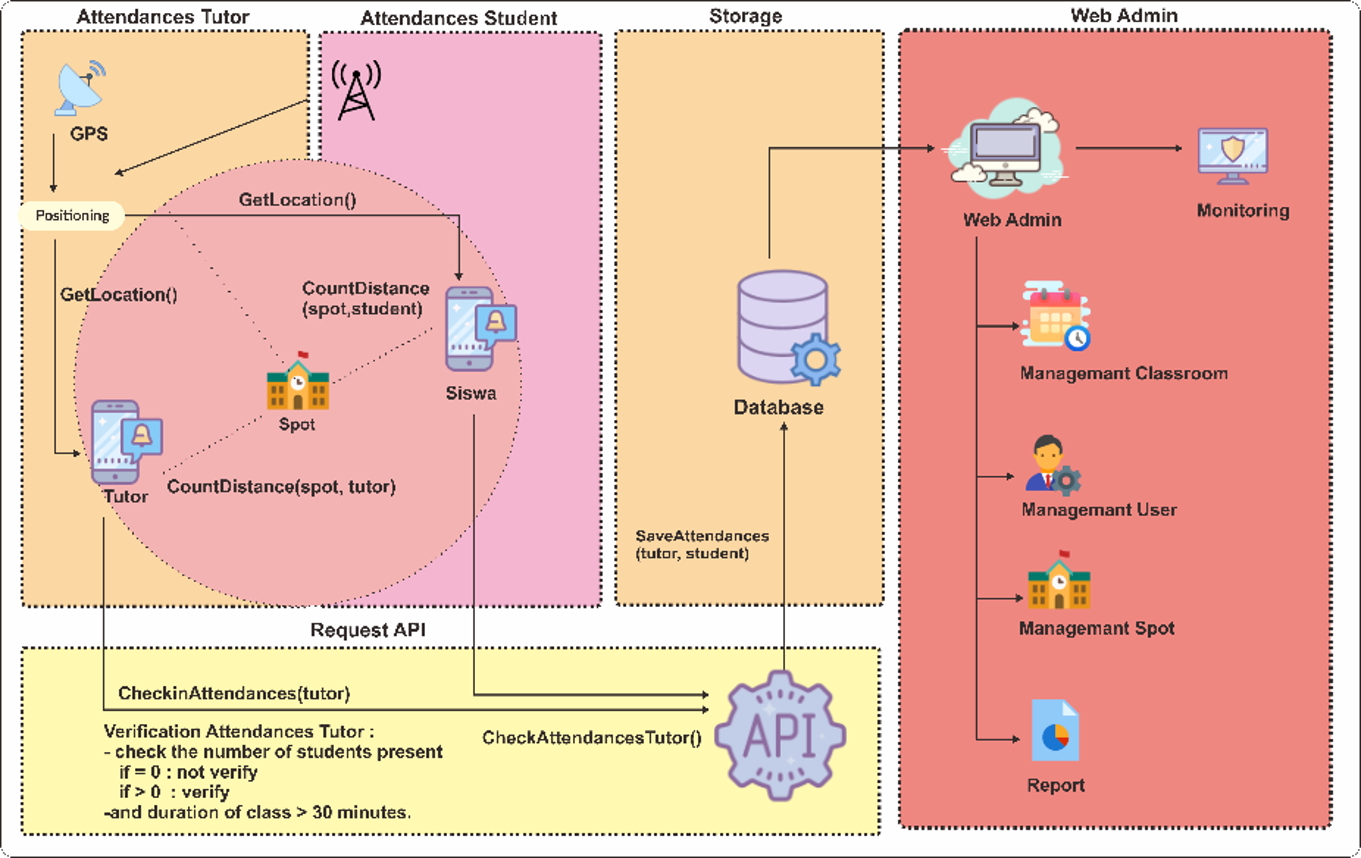 Attendances Tutor
Attendances Student
Storage
Web Admin
GPS
Positioning
GetLocation()
GetLocation()
CountDistance
(spot,student)
Siswa
Spot
Tutor
CountDistance(spot, tutor)
Database
SaveAttendances
(tutor, student)
Web Admin
Monitoring
Managemant Classroom
Managemant User
Managemant Spot
Report
Request API
CheckinAttendances(tutor)
Verification Attendances Tutor :
- check the number of students present
if = 0 : not verify
if > 0 : verify
-and duration of class > 30 minutes.
CheckAttendancesTutor()
API